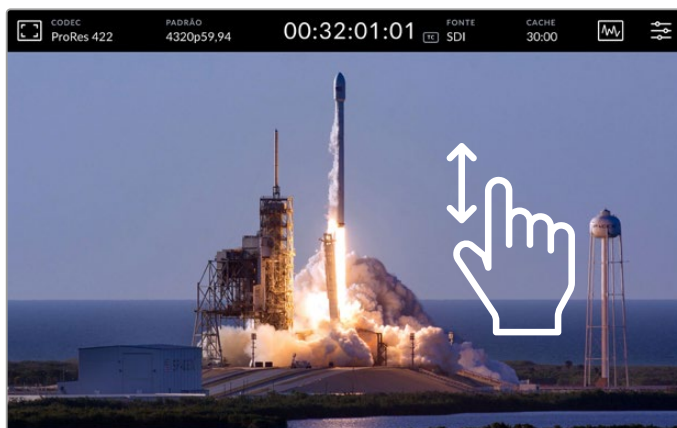 CODEC
ProRes 422
PADRÃO
4320p59,94
00:32:01:01
TC
FONTE
SDI
CACHE
30:00